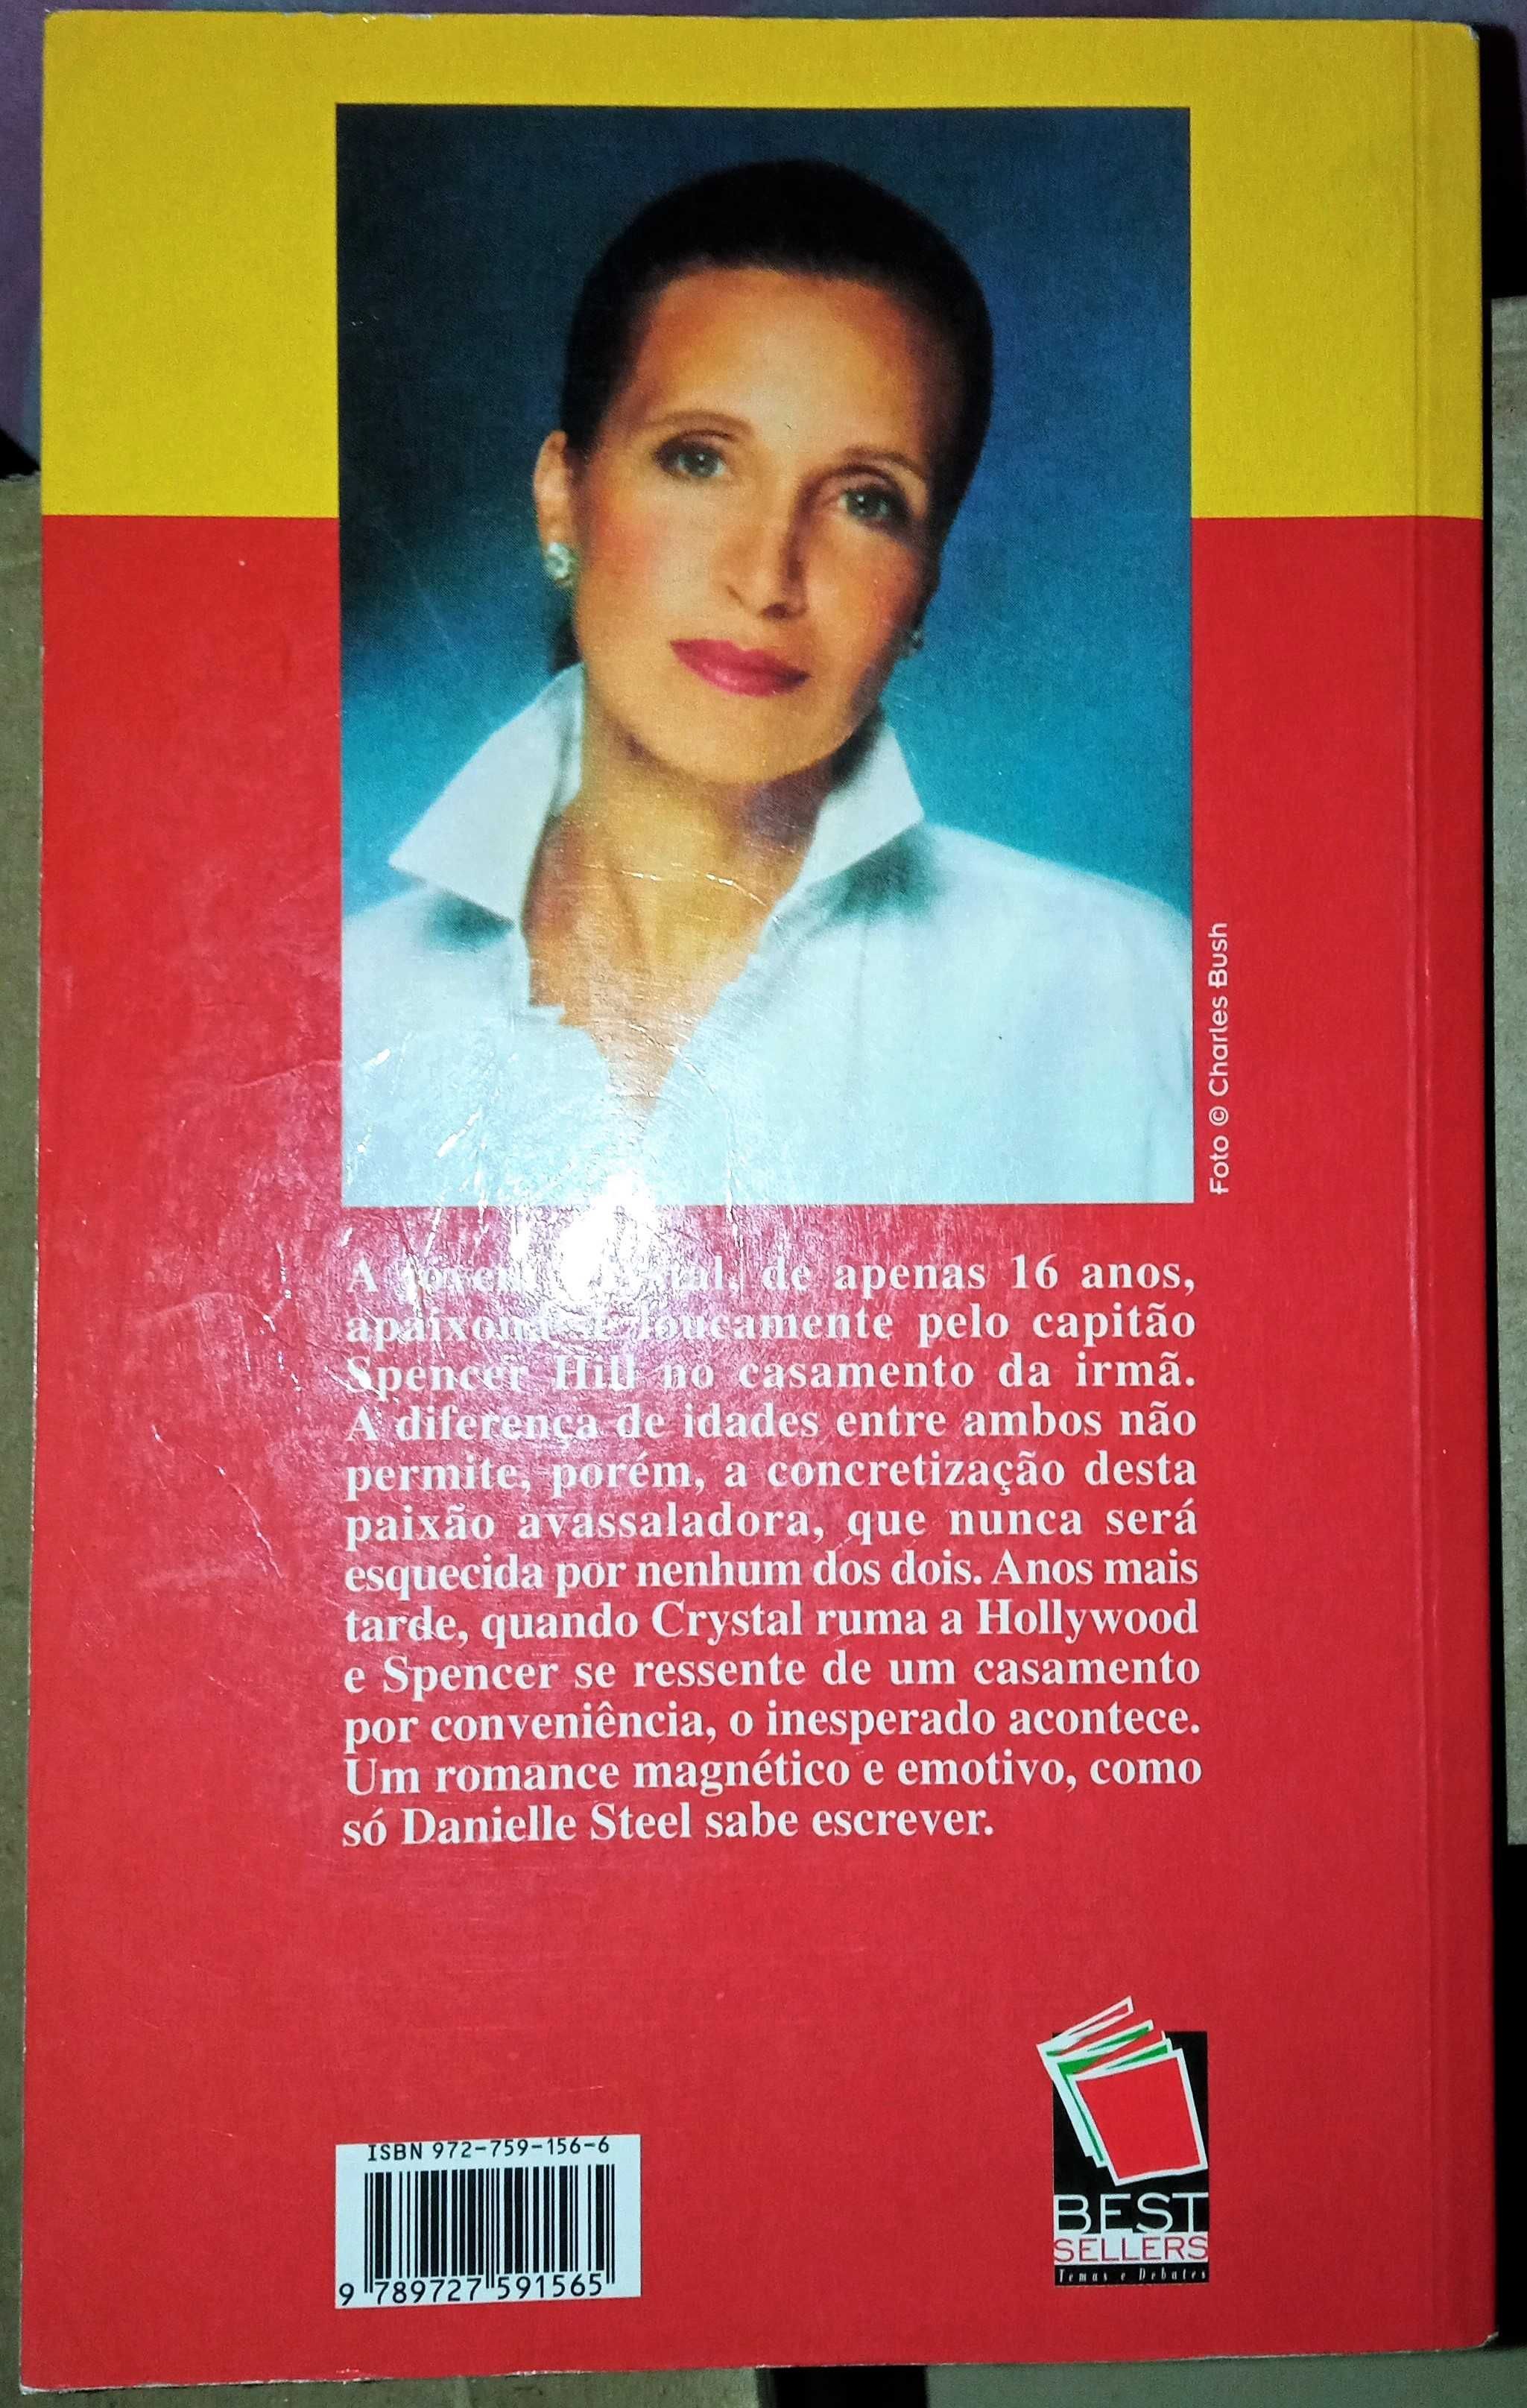 Foto © Charles Bush
A jovem Crystal, de apenas 16 anos,
apaixona-se loucamente pelo capitão
Spencer Hill no casamento da irmã.
A diferença de idades entre ambos não
permite, porém, a concretização desta
paixão avassaladora, que nunca será
esquecida por nenhum dos dois. Anos mais
tarde, quando Crystal ruma a Hollywood
e Spencer se ressente de um casamento
por conveniência, o inesperado acontece.
Um romance magnético e emotivo, como
só Danielle Steel sabe escrever.
ISBN 972-759-156-6
9 789727 591565
BEST
SELLERS
Temas e Debates